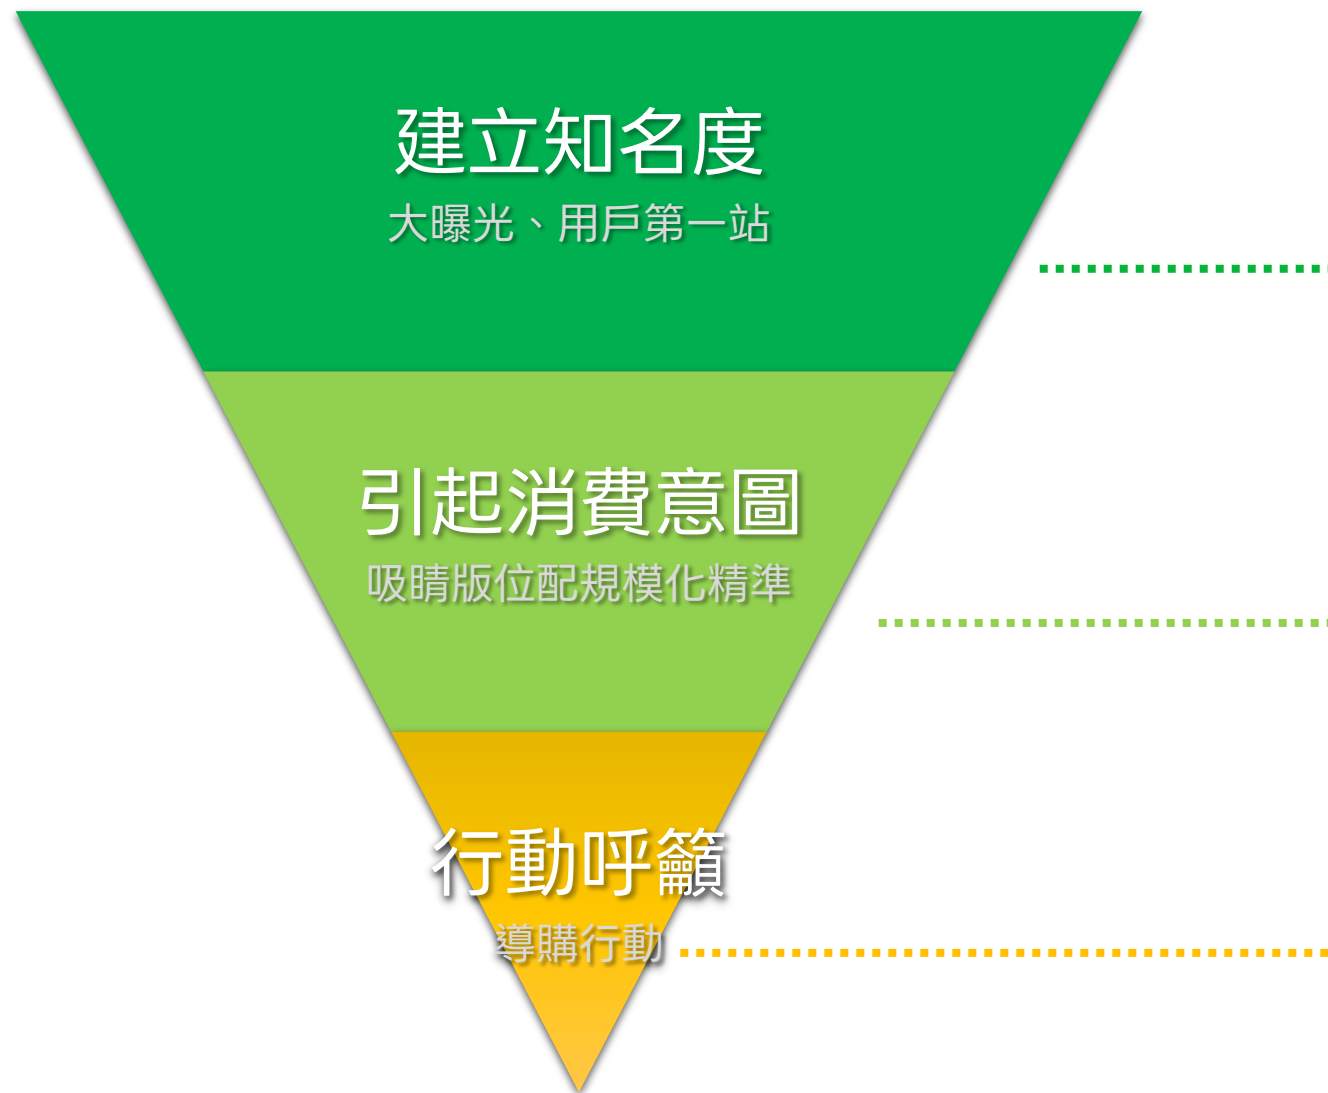 建立知名度
大曝光、用戶第一站
引起消費意圖
吸睛版位配規模化精準
行動呼籲
導購行動